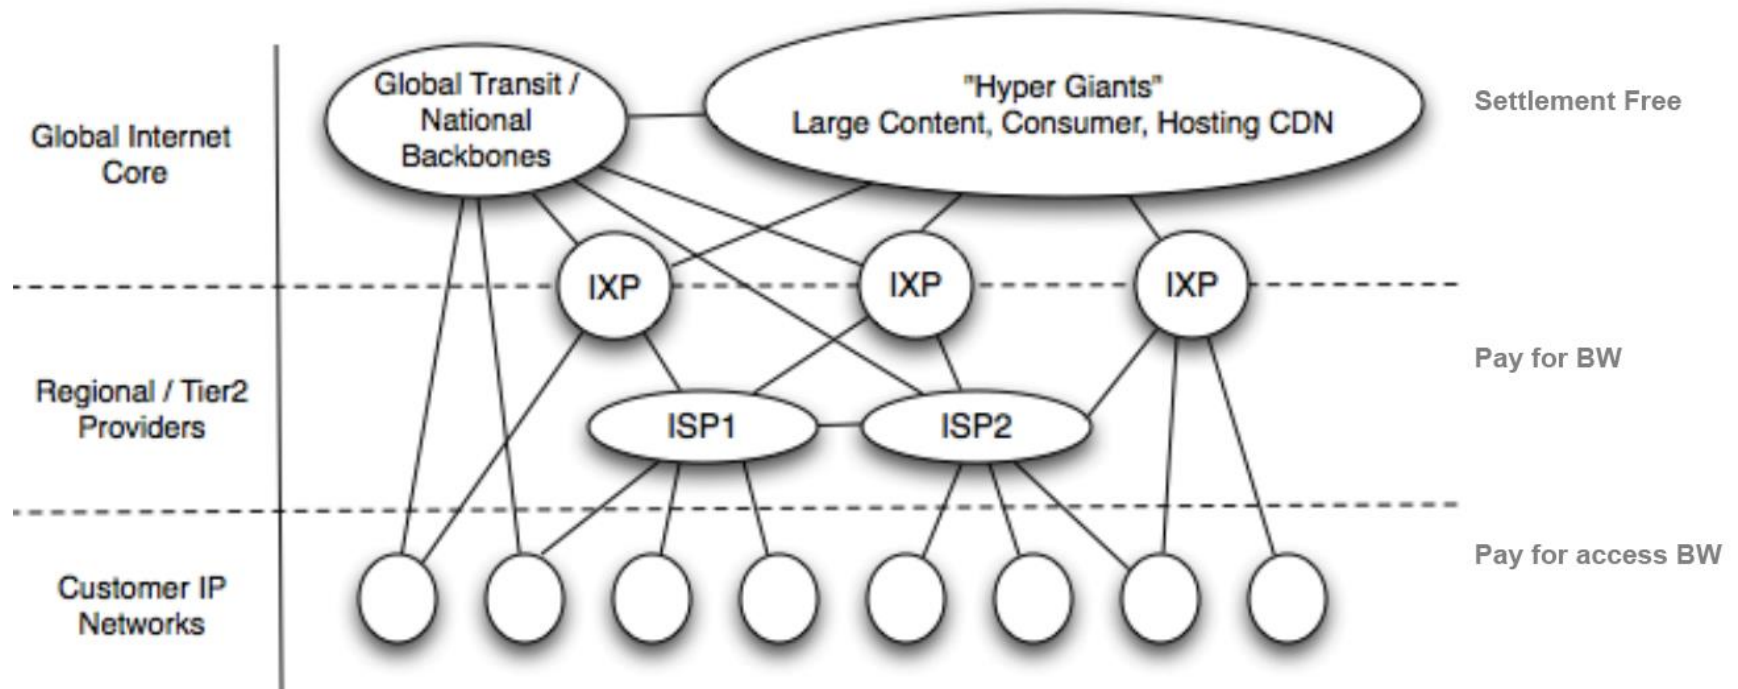 Global Transit /
National
Backbones
"Hyper Giants"
Large Content, Consumer, Hosting CDN
Settlement Free
Global Internet
Core
IXP
IXP
IXP
Pay for BW
Regional / Tier2
Providers
ISP1
ISP2
Pay for access BW
Customer IP
Networks